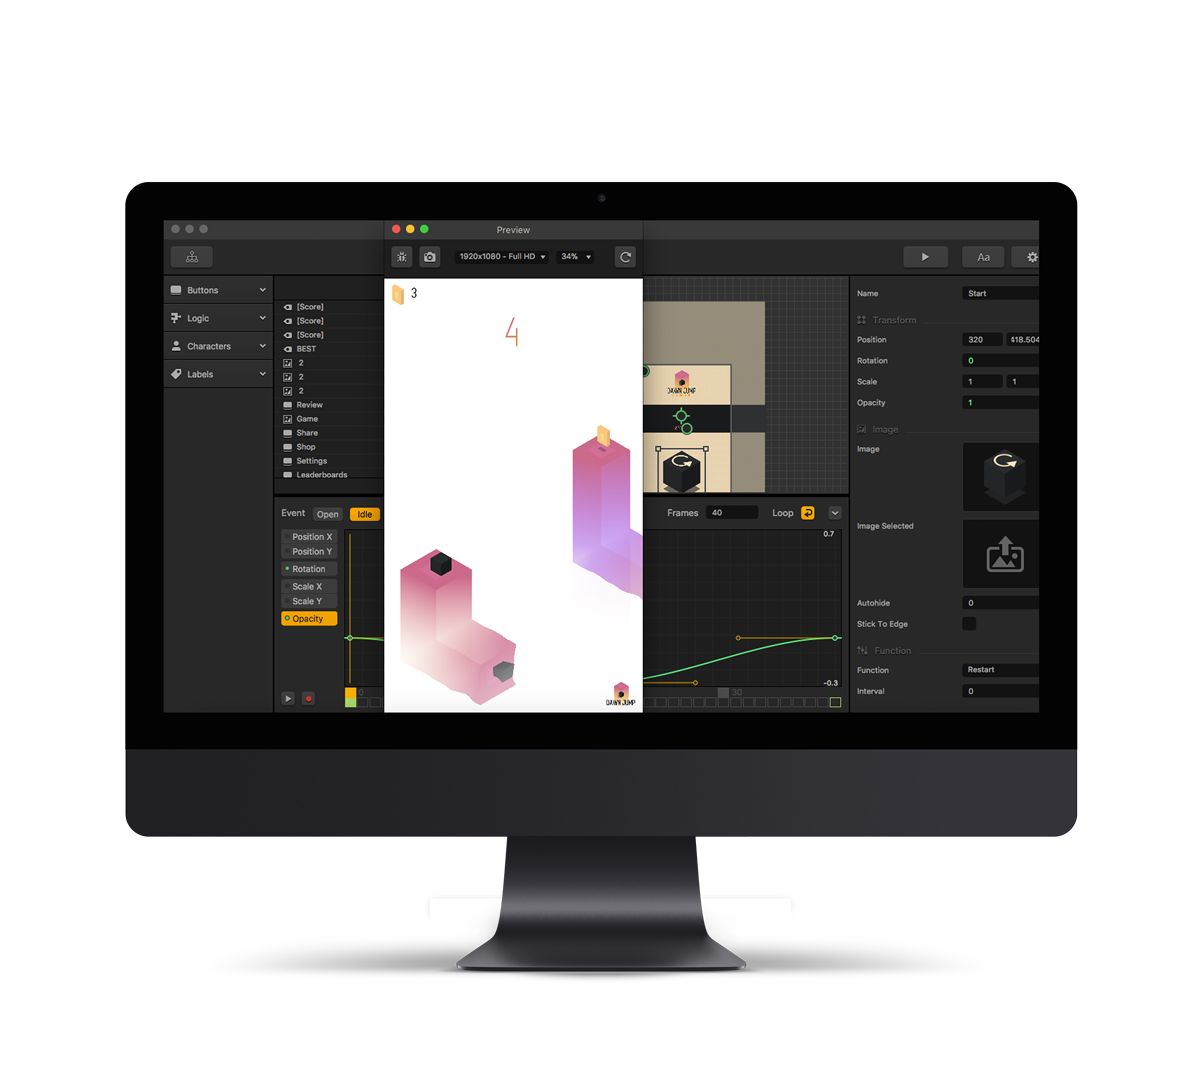 Preview
1920x1080 - Full HD
34%
Aa
Buttons
Logic
Characters
Labels
[Score]
[Score]
[Score]
BEST
2
2
2
Review
Game
Share
Shop
Settings
Leaderboards
3
4
DAWN JUMP
DAWN JUMP
Name
Start
Transform
Position
320
418.504
Rotation
0
Scale
1
1
Opacity
1
Image
Image
Image Selected
Autohide
0
Stick To Edge
Function
Function
Restart
Interval
0
Event
Open
Idle
Frames
40
Loop
Position X
Position Y
Rotation
Scale X
Scale Y
Opacity
0.7
-0.3
0
30